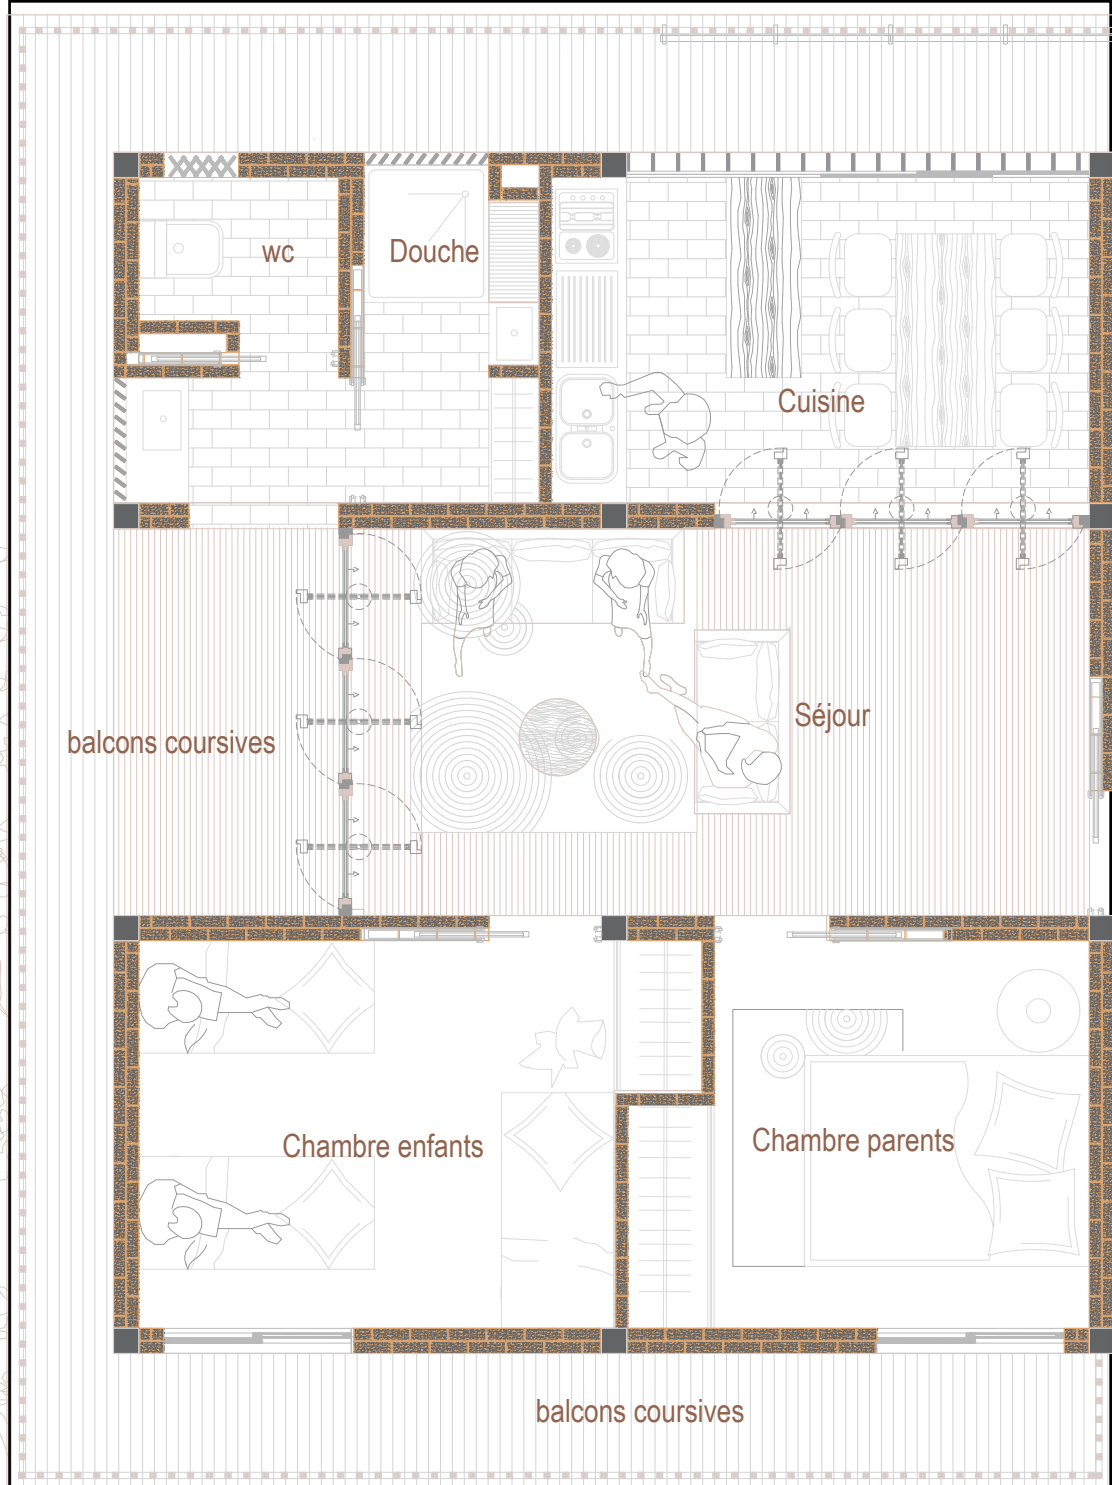 wc
Douche
Cuisine
Séjour
balcons coursives
Chambre enfants
Chambre parents
balcons coursives